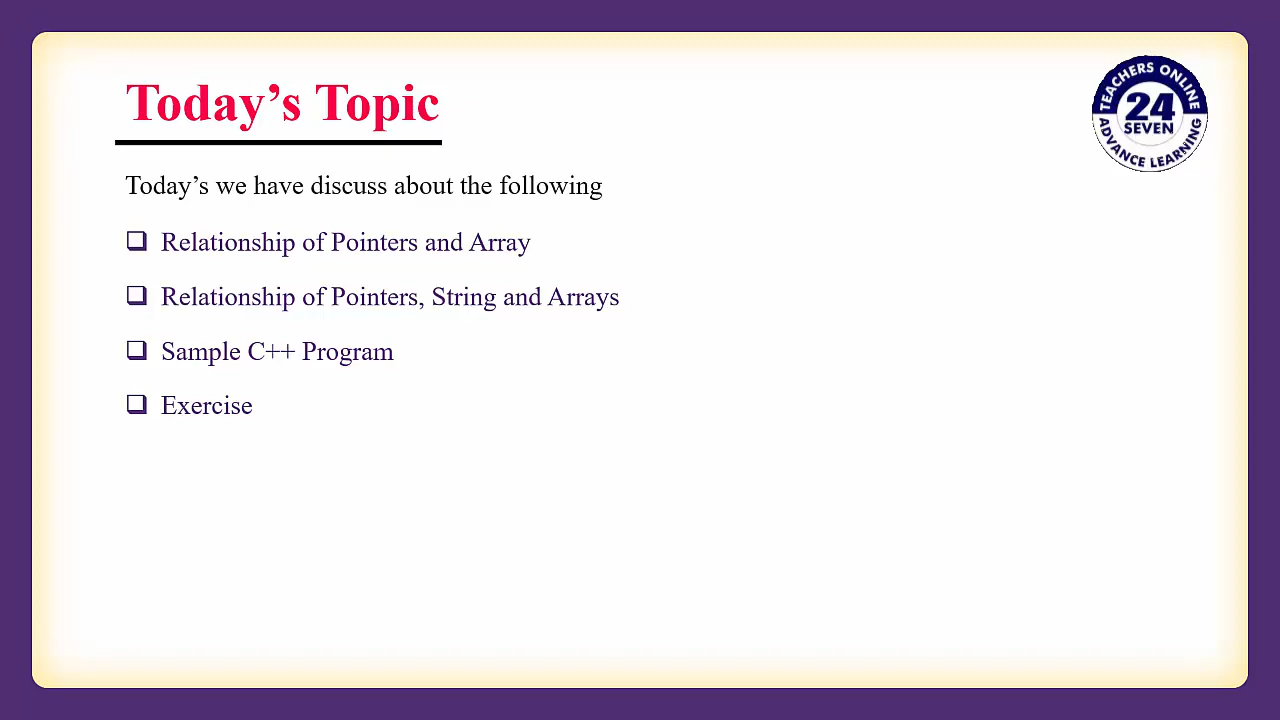 Today’s Topic
TEACHERS ONLINE
24
SEVEN
ADVANCE LEARNING
Today’s we have discuss about the following
❑ Relationship of Pointers and Array
❑ Relationship of Pointers, String and Arrays
❑ Sample C++ Program
❑ Exercise